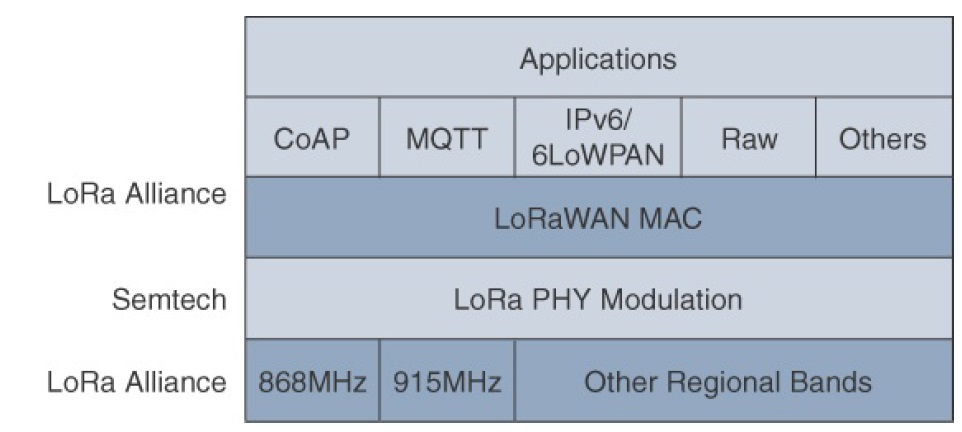 Applications
CoAP MQTT IPv6/
6LoWPAN Raw Others
LoRa Alliance
LoRaWAN MAC
Semtech LoRa PHY Modulation
LoRa Alliance 868MHz 915MHz Other Regional Bands